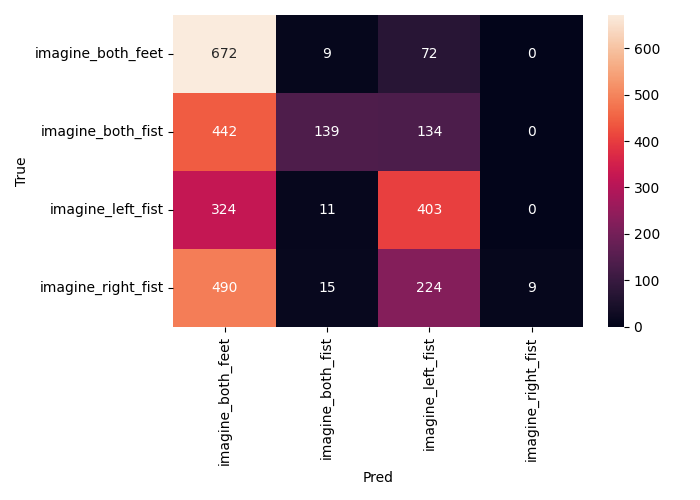 imagine_both_feet 672 9 72 0
imagine_both_fist 442 139 134 0
imagine_left_fist 324 11 403 0
imagine_right_fist 490 15 224 9
True
imagine_both_feet
imagine_both_fist
imagine_left_fist
imagine_right_fist
Pred
600
500
400
300
200
100
0